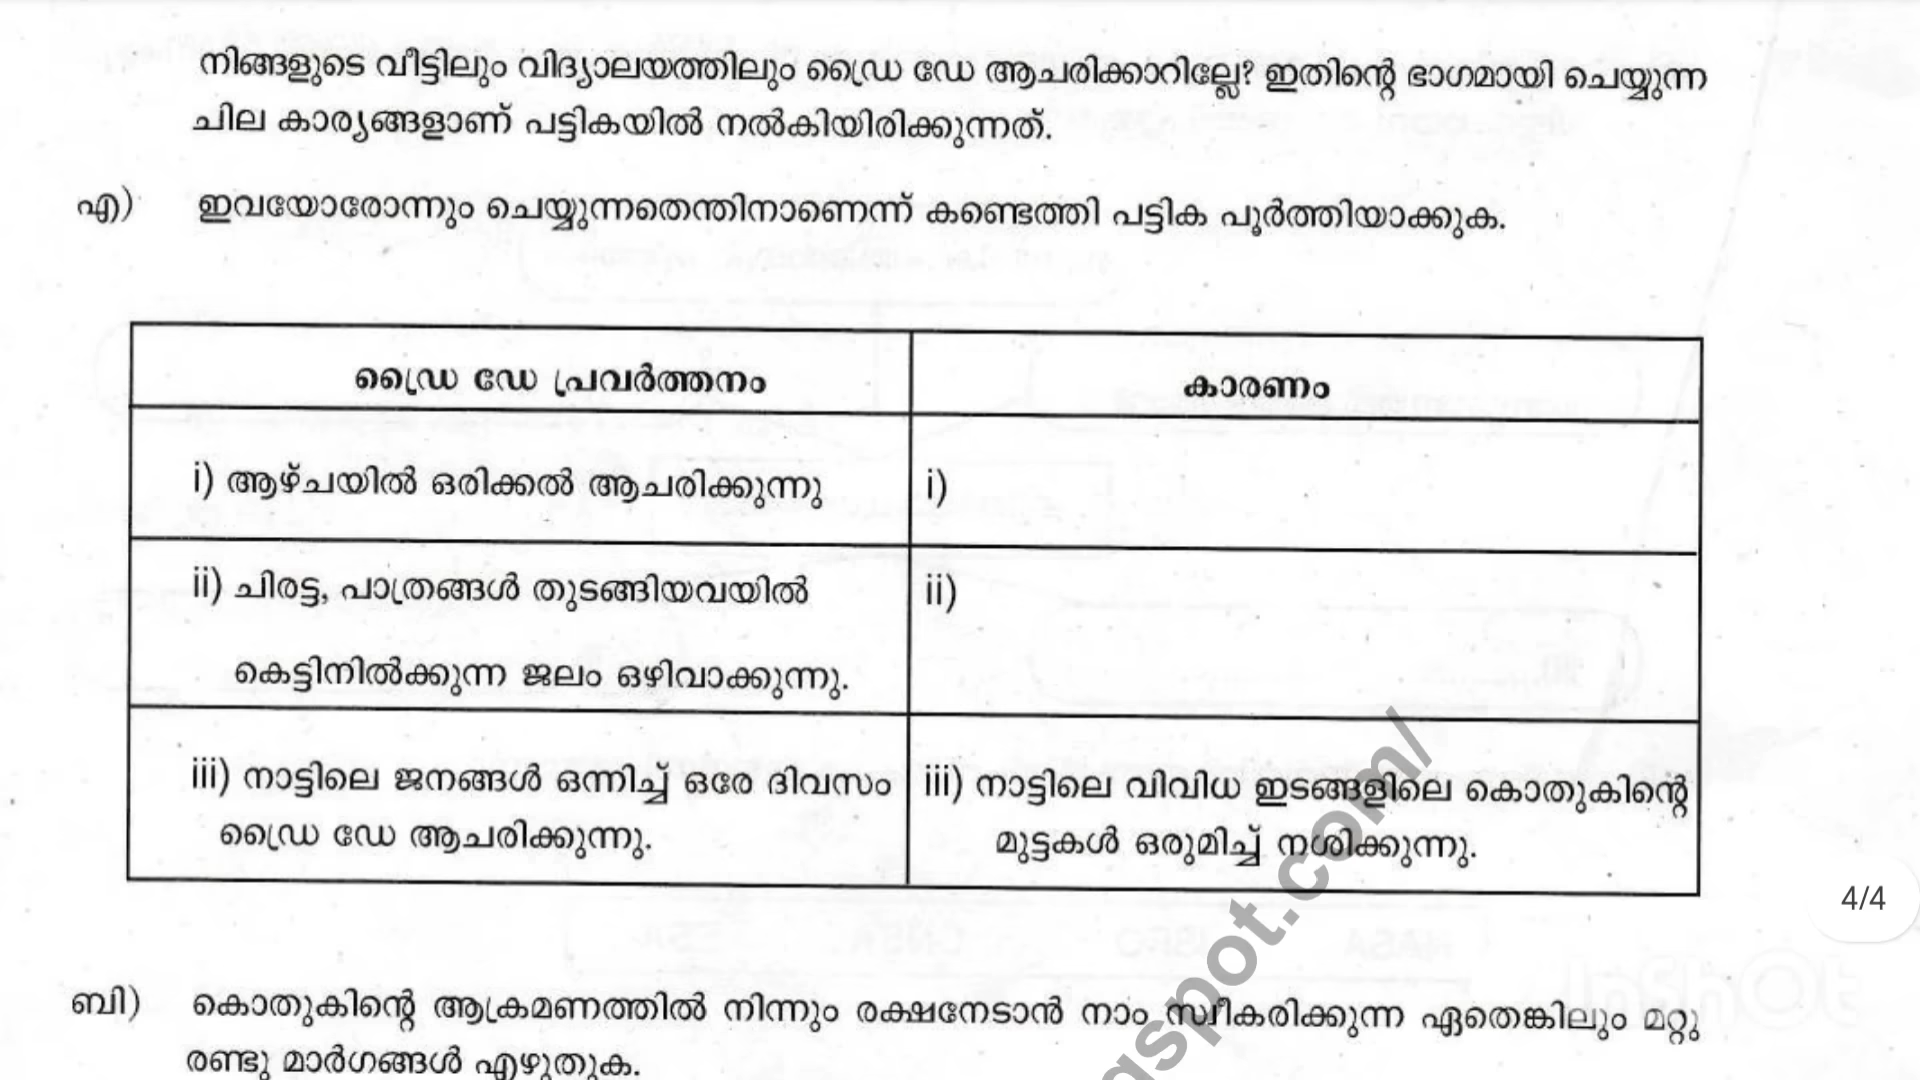 നിങ്ങളുടെ വീട്ടിലും വിദ്യാലയത്തിലും ഡ്രൈ ഡേ ആചരിക്കാറില്ലേ? ഇതിന്റെ ഭാഗമായി ചെയ്യുന്ന
ചില കാര്യങ്ങളാണ് പട്ടികയിൽ നൽകിയിരിക്കുന്നത്.
എ) ഇവയോരോന്നും ചെയ്യുന്നതെന്തിനാണെന്ന് കണ്ടെത്തി പട്ടിക പൂർത്തിയാക്കുക.
ഡ്രൈ ഡേ പ്രവർത്തനം കാരണം
i) ആഴ്ചയിൽ ഒരിക്കൽ ആചരിക്കുന്നു i)
ii) ചിരട്ട, പാത്രങ്ങൾ തുടങ്ങിയവയിൽ ii)
കെട്ടിനിൽക്കുന്ന ജലം ഒഴിവാക്കുന്നു.
iii) നാട്ടിലെ ജനങ്ങൾ ഒന്നിച്ച് ഒരേ ദിവസം iii) നാട്ടിലെ വിവിധ ഇടങ്ങളിലെ കൊതുകിന്റെ
ഡ്രൈ ഡേ ആചരിക്കുന്നു. മുട്ടകൾ ഒരുമിച്ച് നശിക്കുന്നു.
4/4
ബി) കൊതുകിന്റെ ആക്രമണത്തിൽ നിന്നും രക്ഷനേടാൻ നാം സ്വീകരിക്കുന്ന ഏതെങ്കിലും മറ്റു
രണ്ടു മാർഗങ്ങൾ എഴുതുക.
gspot.com/
InShOt